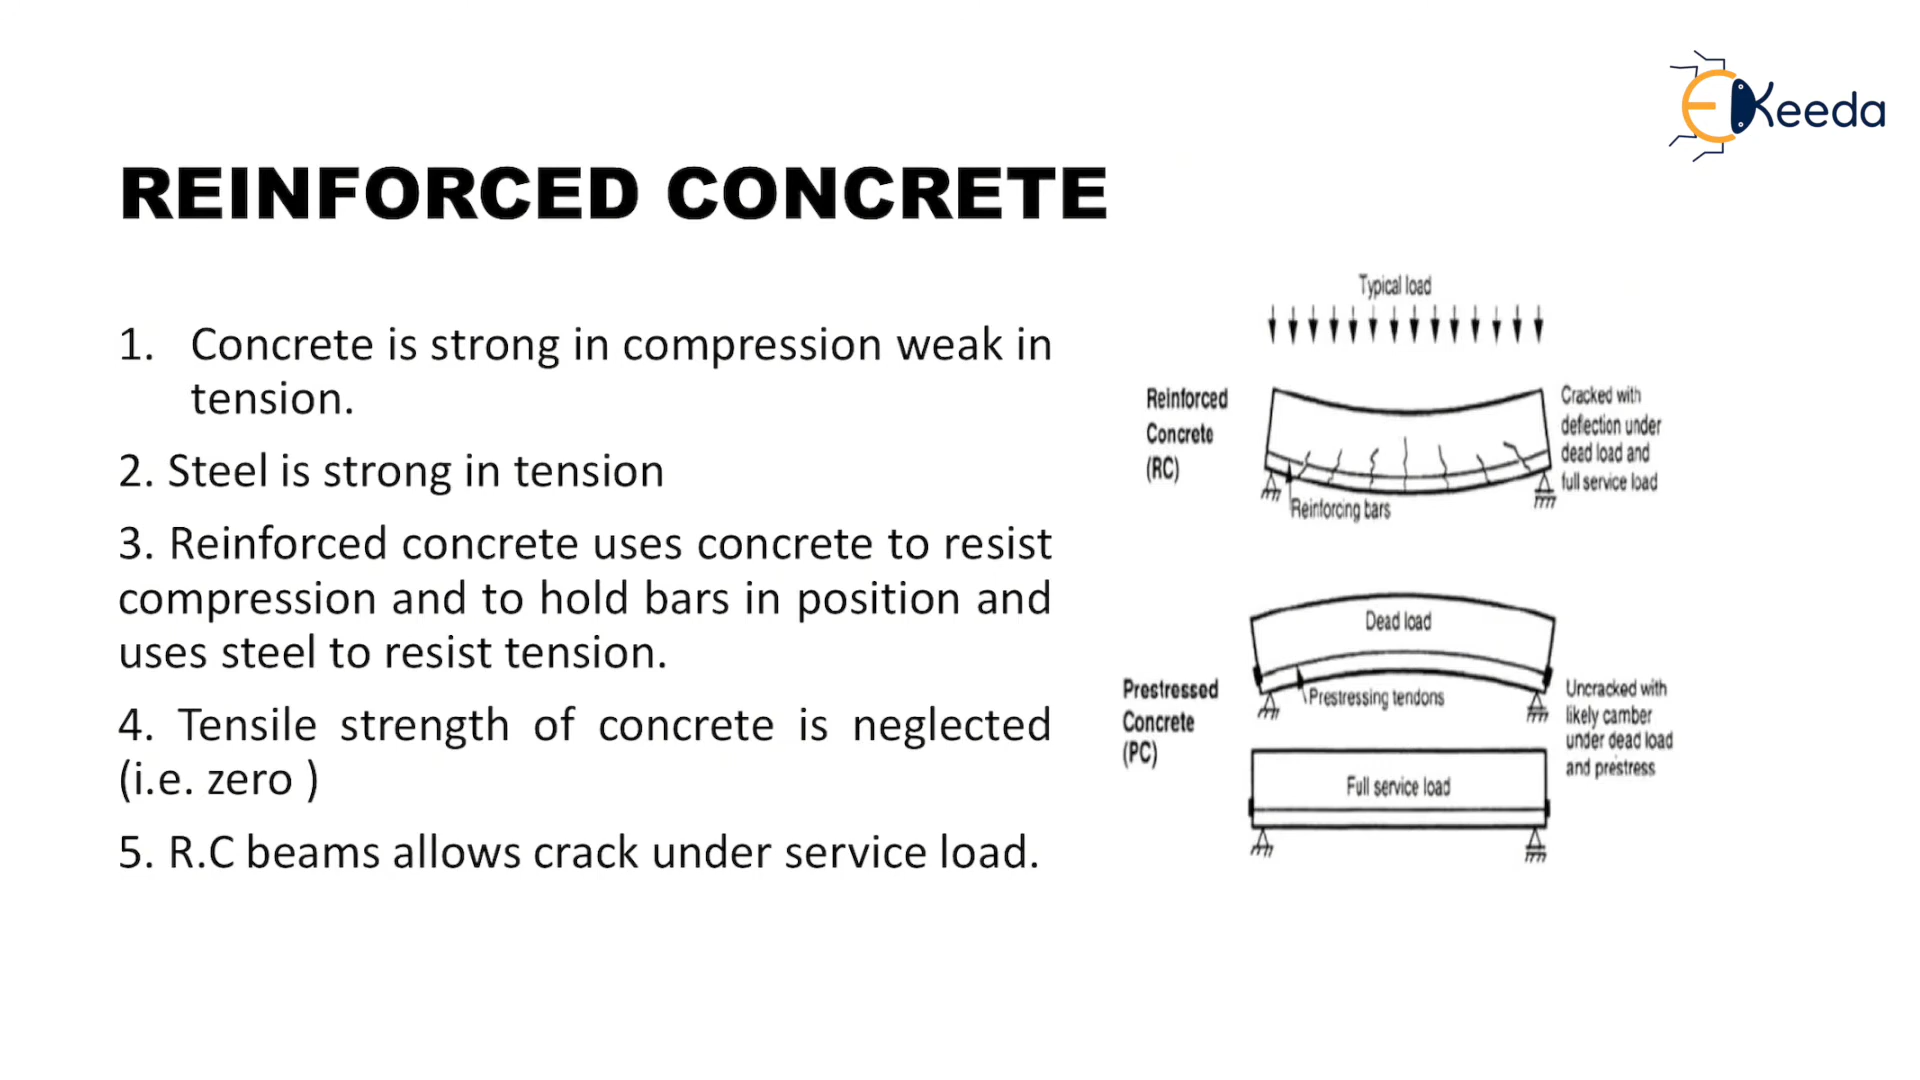 EKeeda
REINFORCED CONCRETE
1. Concrete is strong in compression weak in
tension.
2. Steel is strong in tension
3. Reinforced concrete uses concrete to resist
compression and to hold bars in position and
uses steel to resist tension.
4. Tensile strength of concrete is neglected
(i.e. zero )
5. R.C beams allows crack under service load.
Typical load
Reinforced
Concrete
(RC)
Cracked with
deflection under
dead load and
full service load
Reinforcing bars
Dead load
Prestressing tendons
Prestressed
Concrete
(PC)
Uncracked with
likely camber
under dead load
and prestress
Full service load